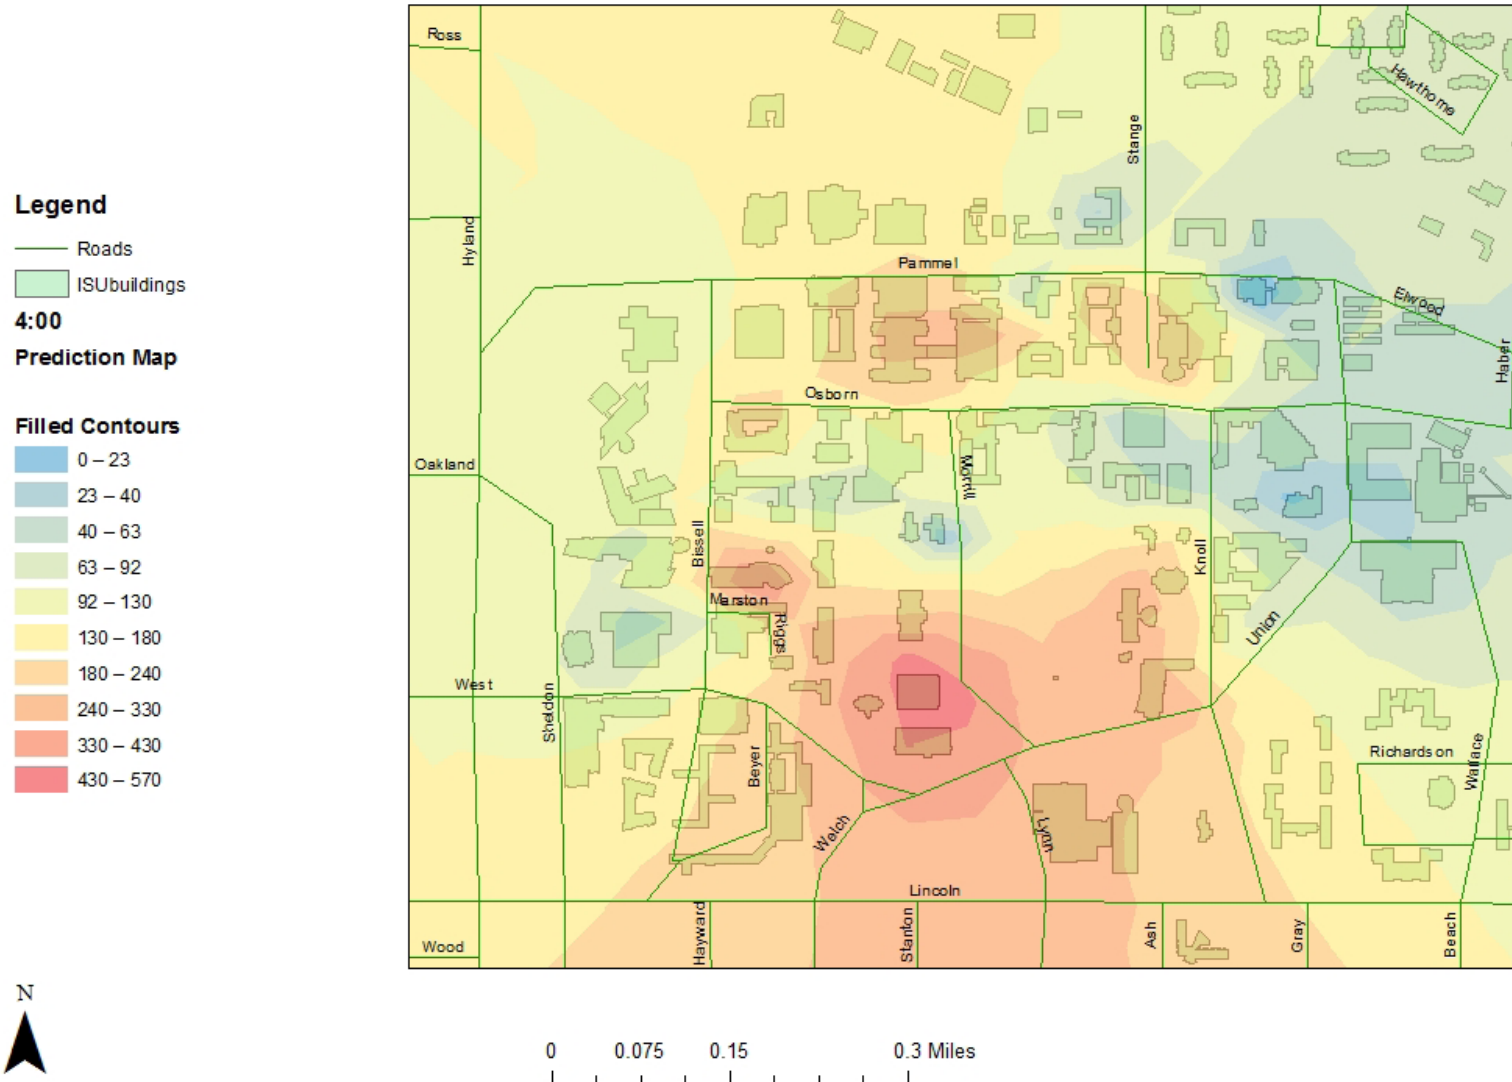 Legend
Roads
ISUbuildings
4:00
Prediction Map
Filled Contours
0 – 23
23 – 40
40 – 63
63 – 92
92 – 130
130 – 180
180 – 240
240 – 330
330 – 430
430 – 570
N
Ross
Hawthorne
Stange
Hyland
Pammel
Elwood
Haber
Osborn
Oakland
Morrill
Bissell
Knoll
Marston
Riggs
Union
West
Sheldon
Beyer
Richardson
Wallace
Welch
Lynn
Lincoln
Wood
Hayward
Stanton
Ash
Gray
Beach
0 0.075 0.15 0.3 Miles